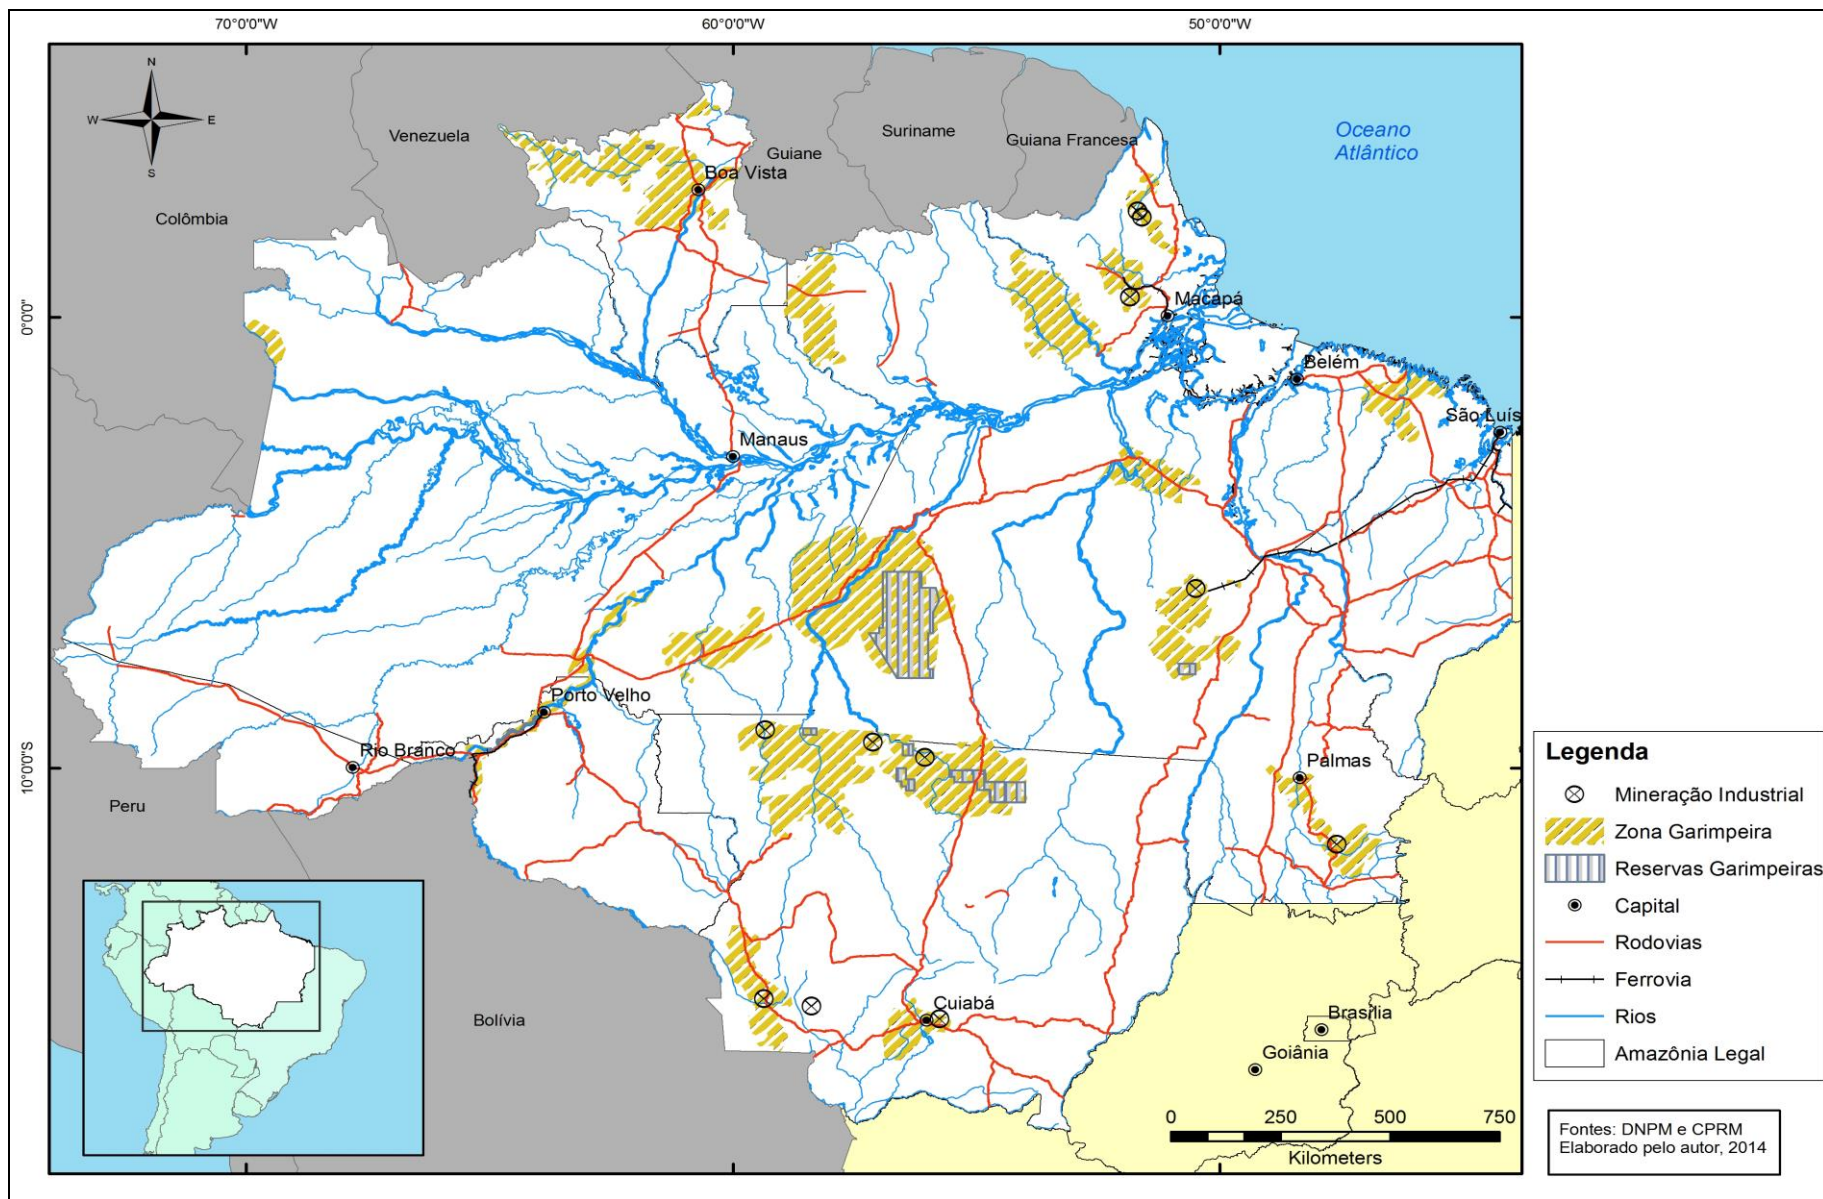 70°0'0"W
60°0'0"W
50°0'0"W
N
W
E
S
Venezuela
Suriname
Guiana Francesa
Guiane
Oceano
Atlântico
Colômbia
Boa Vista
0°0'0"
Macapá
Belém
São Luís
Manaus
Porto Velho
Rio Branco
10°0'0"S
Palmas
Peru
Bolívia
Cuiabá
Brasília
Goiânia
0
250
500
750
Kilometers
Legenda
Mineração Industrial
Zona Garimpeira
Reservas Garimpeiras
Capital
Rodovias
Ferrovia
Rios
Amazônia Legal
Fontes: DNPM e CPRM
Elaborado pelo autor, 2014